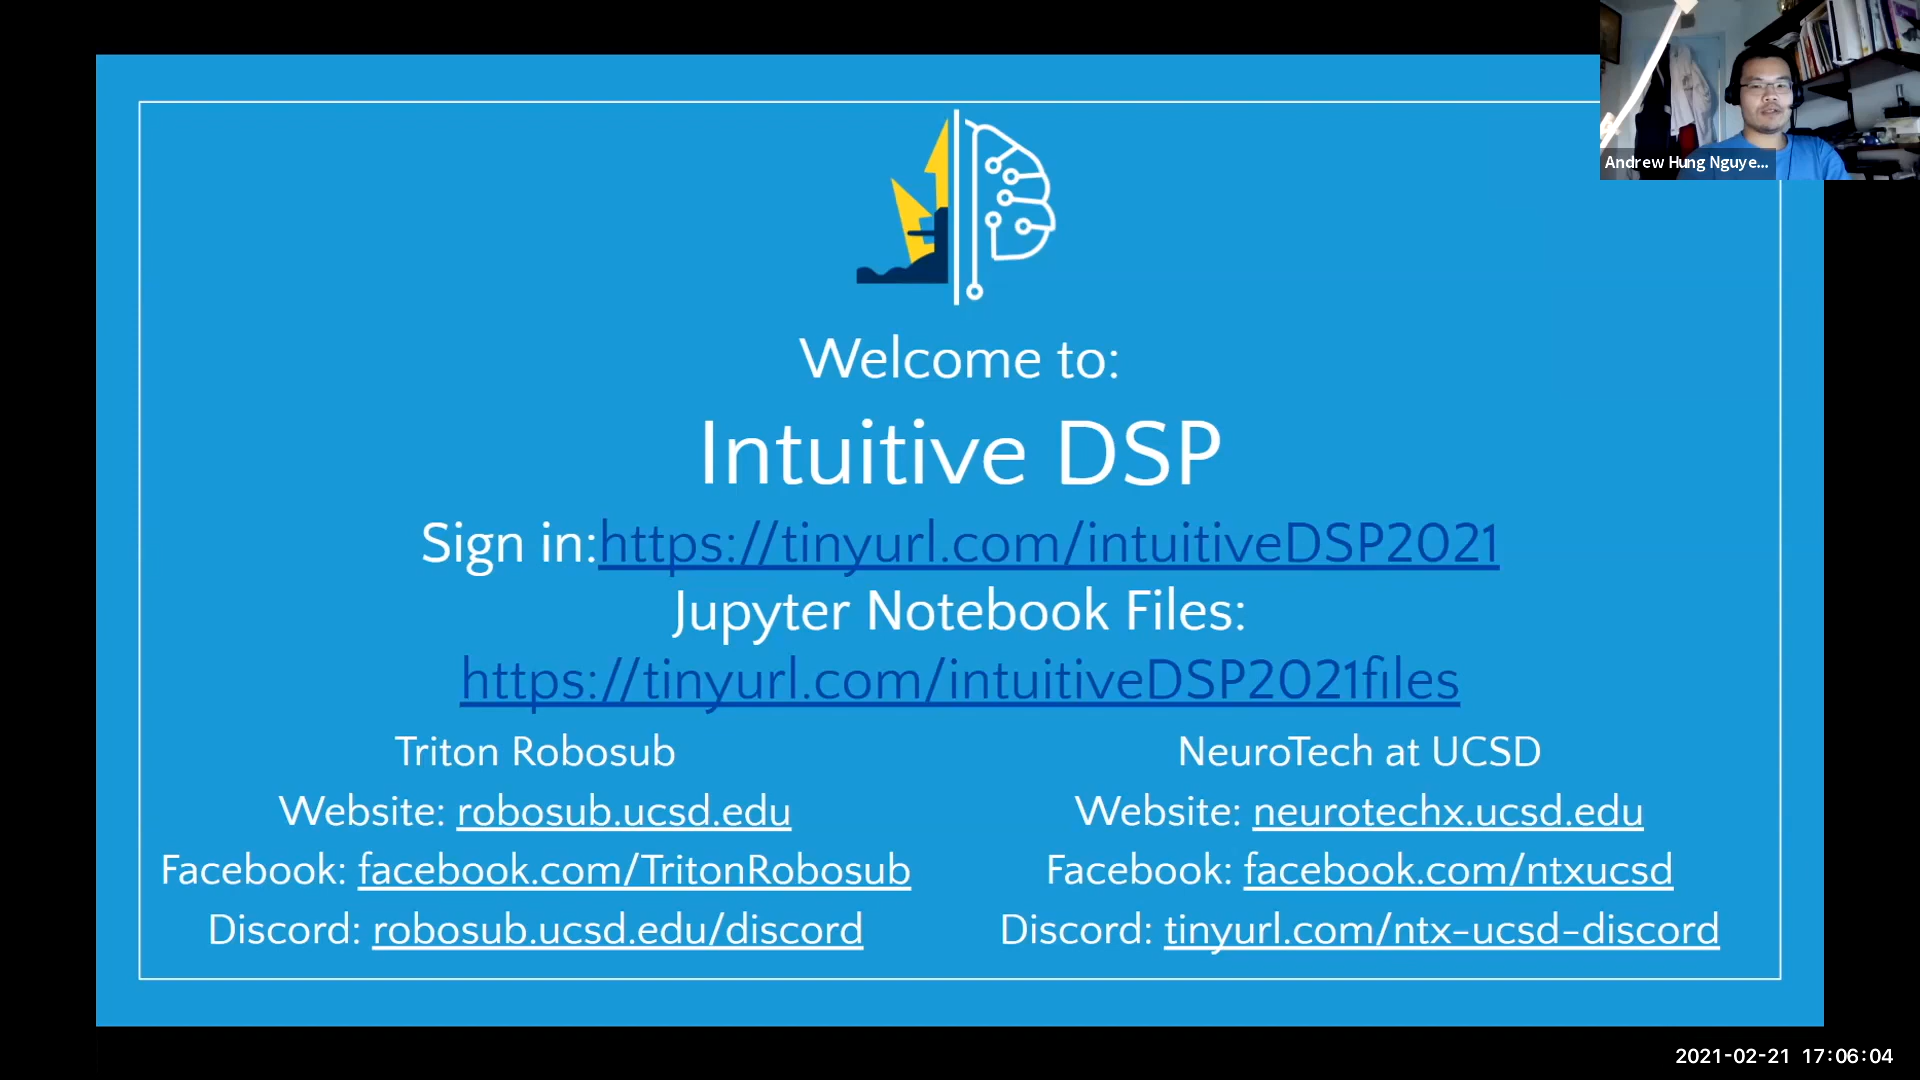 Andrew Hung Nguye...
Welcome to:
Intuitive DSP
Sign in:https://tinyurl.com/intuitiveDSP2021
Jupyter Notebook Files:
https://tinyurl.com/intuitiveDSP2021files
Triton Robosub
Website: robosub.ucsd.edu
Facebook: facebook.com/TritonRobosub
Discord: robosub.ucsd.edu/discord
NeuroTech at UCSD
Website: neurotechx.ucsd.edu
Facebook: facebook.com/ntxucsd
Discord: tinyurl.com/ntx-ucsd-discord
2021-02-21 17:06:04